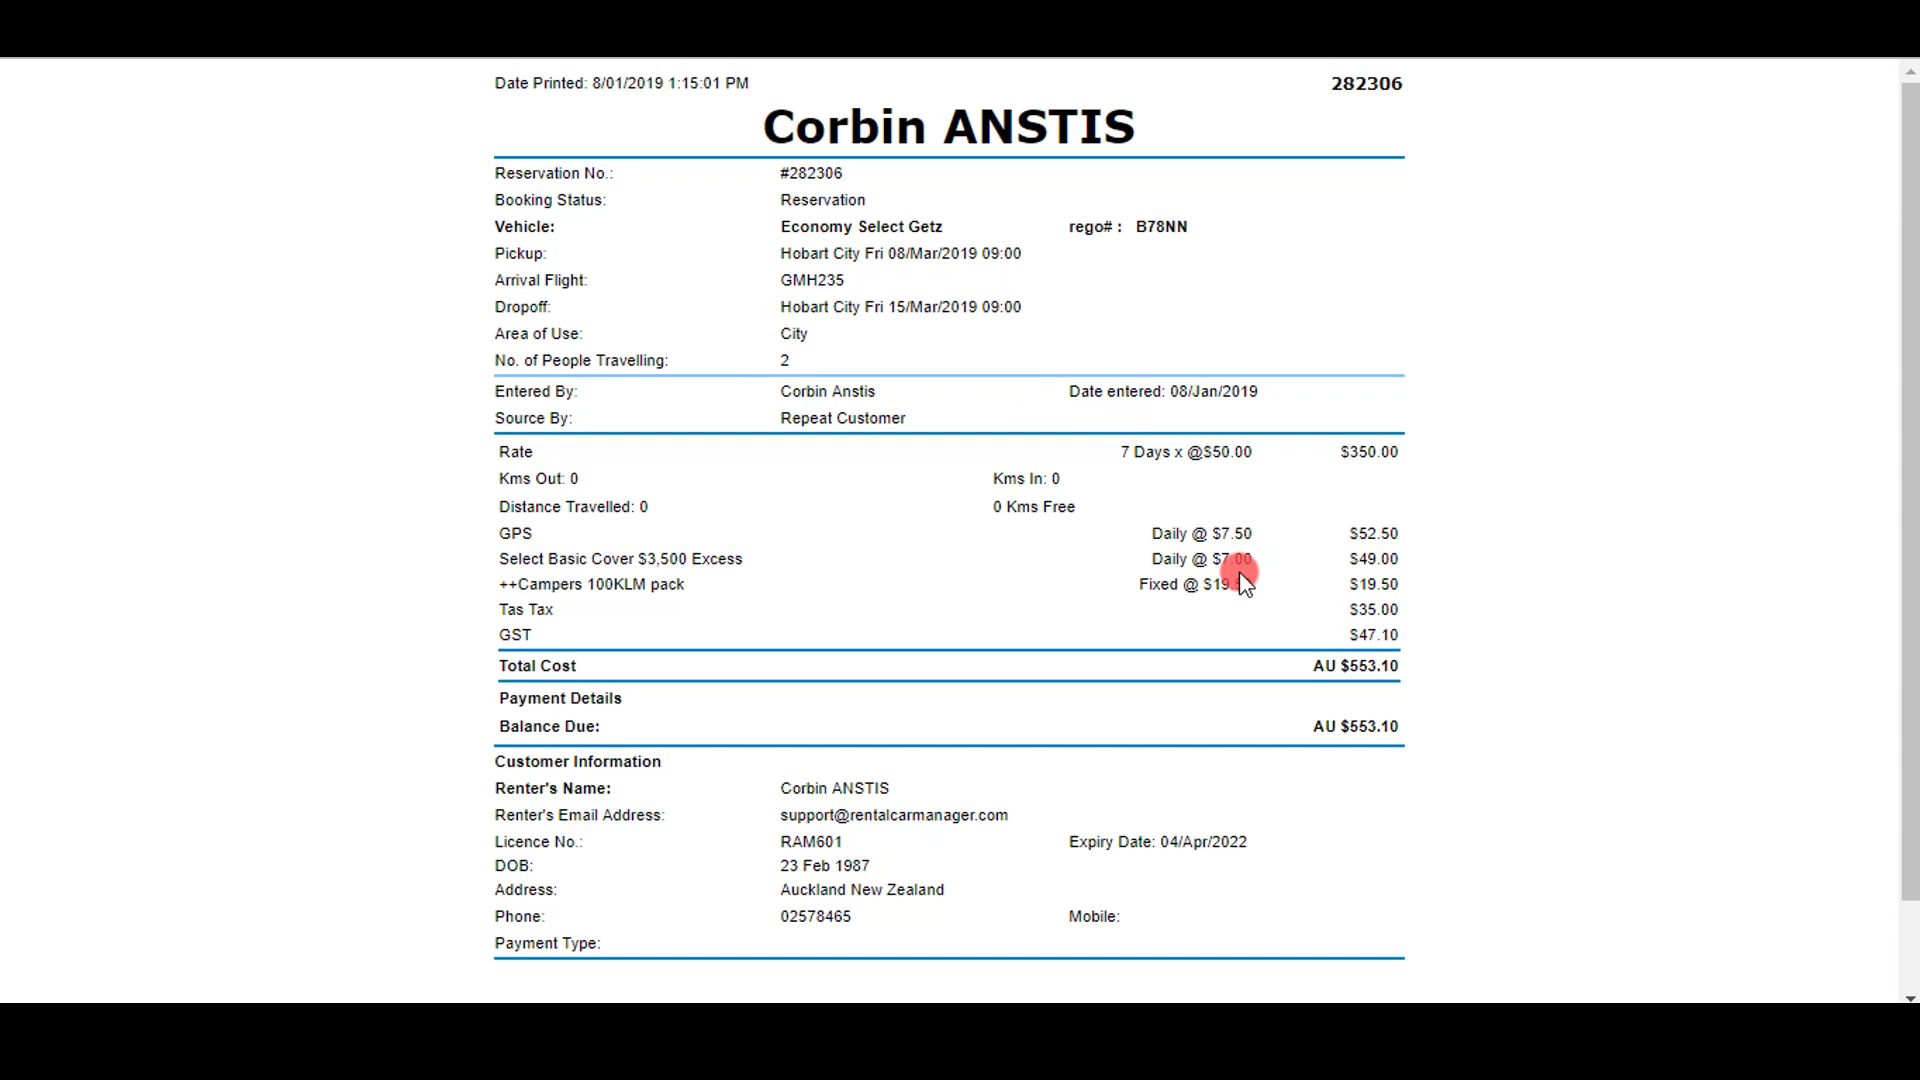 Date Printed: 8/01/2019 1:15:01 PM 282306
Corbin ANSTIS
Reservation No.: #282306
Booking Status: Reservation
Vehicle: Economy Select Getz rego# : B78NN
Pickup: Hobart City Fri 08/Mar/2019 09:00
Arrival Flight: GMH235
Dropoff: Hobart City Fri 15/Mar/2019 09:00
Area of Use: City
No. of People Travelling: 2
Entered By: Corbin Anstis Date entered: 08/Jan/2019
Source By: Repeat Customer
Rate 7 Days x @$50.00 $350.00
Kms Out: 0 Kms In: 0
Distance Travelled: 0 0 Kms Free
GPS Daily @ $7.50 $52.50
Select Basic Cover $3,500 Excess Daily @ $7.00 $49.00
++Campers 100KLM pack Fixed @ $19.50 $19.50
Tas Tax $35.00
GST $47.10
Total Cost AU $553.10
Payment Details
Balance Due: AU $553.10
Customer Information
Renter's Name: Corbin ANSTIS
Renter's Email Address: support@rentalcarmanager.com
Licence No.: RAM601 Expiry Date: 04/Apr/2022
DOB: 23 Feb 1987
Address: Auckland New Zealand
Phone: 02578465 Mobile:
Payment Type: